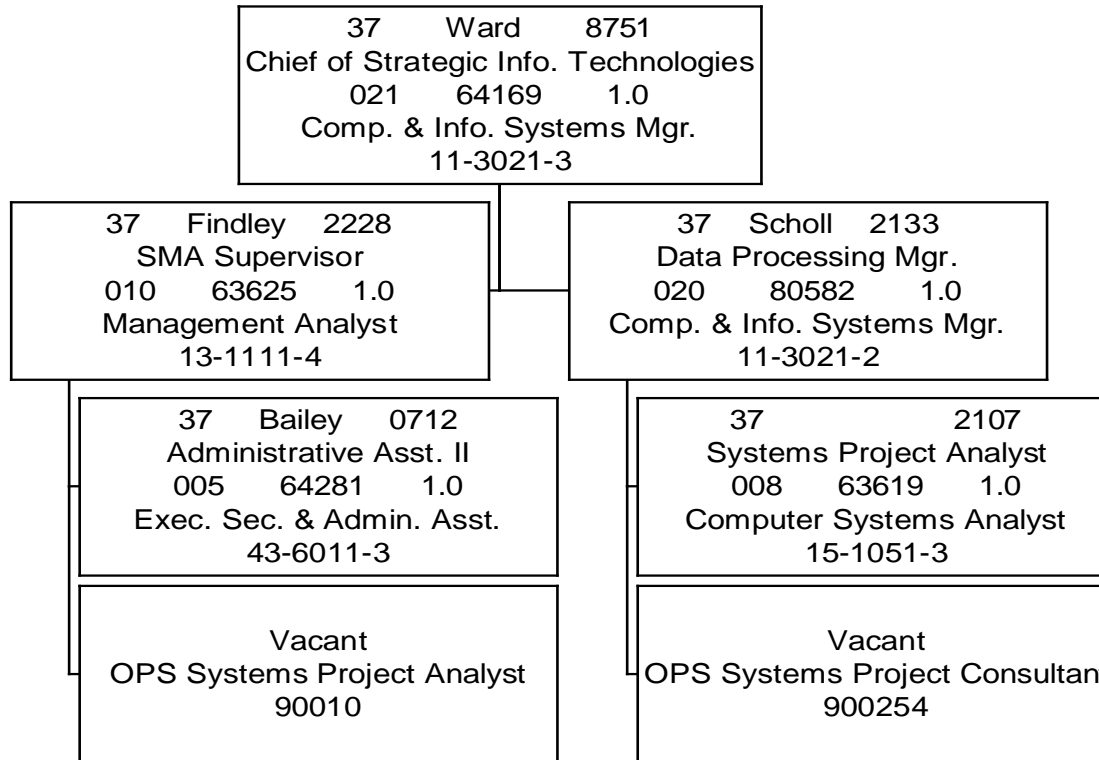 37 Ward 8751
Chief of Strategic Info. Technologies
021 64169 1.0
Comp. & Info. Systems Mgr.
11-3021-3
37 Findley 2228
SMA Supervisor
010 63625 1.0
Management Analyst
13-1111-4
37 Bailey 0712
Administrative Asst. II
005 64281 1.0
Exec. Sec. & Admin. Asst.
43-6011-3
Vacant
OPS Systems Project Analyst
90010
37 Scholl 2133
Data Processing Mgr.
020 80582 1.0
Comp. & Info. Systems Mgr.
11-3021-2
37 2107
Systems Project Analyst
008 63619 1.0
Computer Systems Analyst
15-1051-3
Vacant
OPS Systems Project Consultan
900254